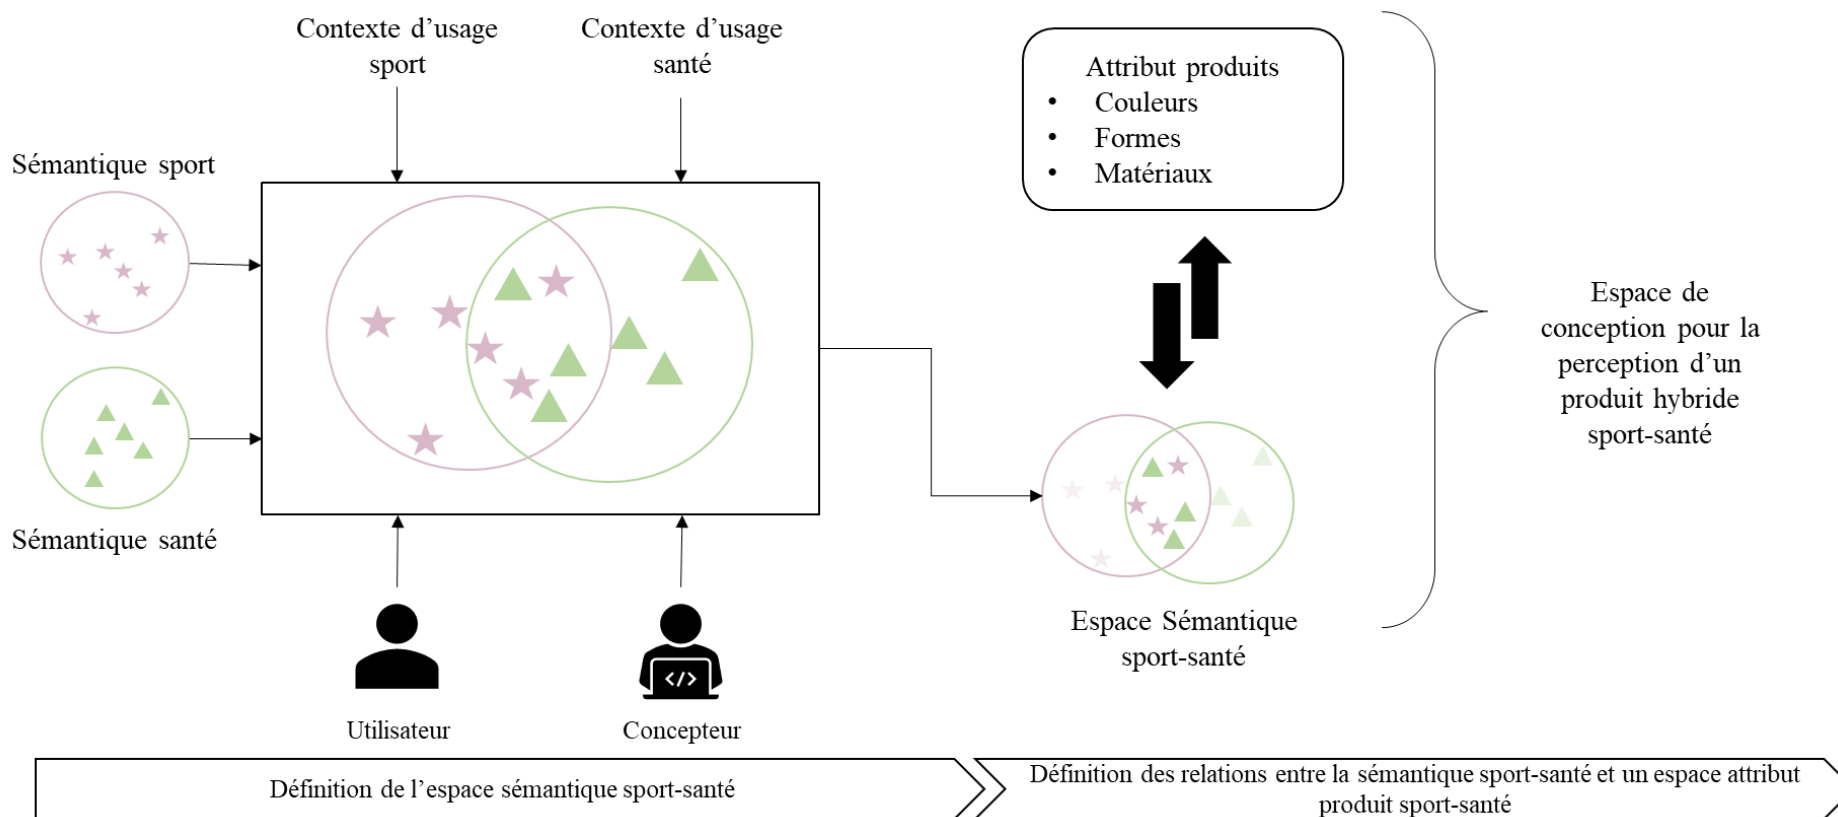 Contexte d’usage
sport
Contexte d’usage
santé
Sémantique sport
Sémantique santé
Utilisateur
Concepteur
</>
Attribut produits
• Couleurs
• Formes
• Matériaux
Espace Sémantique
sport-santé
Espace de
conception pour la
perception d’un
produit hybride
sport-santé
Définition de l’espace sémantique sport-santé
Définition des relations entre la sémantique sport-santé et un espace attribut
produit sport-santé